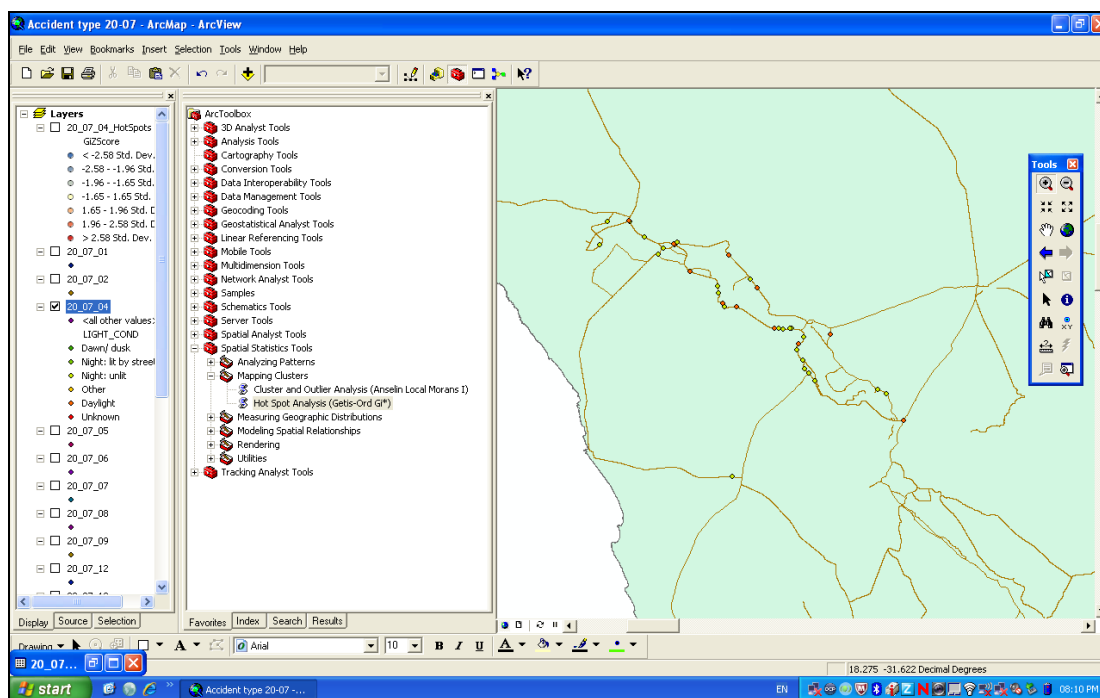 Accident type 20-07 - ArcMap - ArcView
File Edit View Bookmarks Insert Selection Tools Window Help
Layers
20_07_04_HotSpots
GiZScore
< -2.58 Std. Dev.
-2.58 - -1.96 Std.
-1.96 - -1.65 Std.
-1.65 - 1.65 Std.
1.65 - 1.96 Std. D
1.96 - 2.58 Std. D
> 2.58 Std. Dev.
20_07_01
20_07_02
20_07_04
<all other values>
LIGHT_COND
Dawn/ dusk
Night: lit by street
Night: unlit
Other
Daylight
Unknown
20_07_05
20_07_06
20_07_07
20_07_08
20_07_09
20_07_12
Display Source Selection
ArcToolbox
3D Analyst Tools
Analysis Tools
Cartography Tools
Conversion Tools
Data Interoperability Tools
Data Management Tools
Geocoding Tools
Geostatistical Analyst Tools
Linear Referencing Tools
Mobile Tools
Multidimension Tools
Network Analyst Tools
Samples
Schematics Tools
Server Tools
Spatial Analyst Tools
Spatial Statistics Tools
Analyzing Patterns
Mapping Clusters
Cluster and Outlier Analysis (Anselin Local Morans I)
Hot Spot Analysis (Getis-Ord Gi*)
Measuring Geographic Distributions
Modeling Spatial Relationships
Rendering
Utilities
Tracking Analyst Tools
Favorites Index Search Results
Tools
XY
Drawing
A
Arial
10
B I U A
20_07...
18.275 -31.622 Decimal Degrees
start
Accident type 20-07 -...
EN
08:10 PM